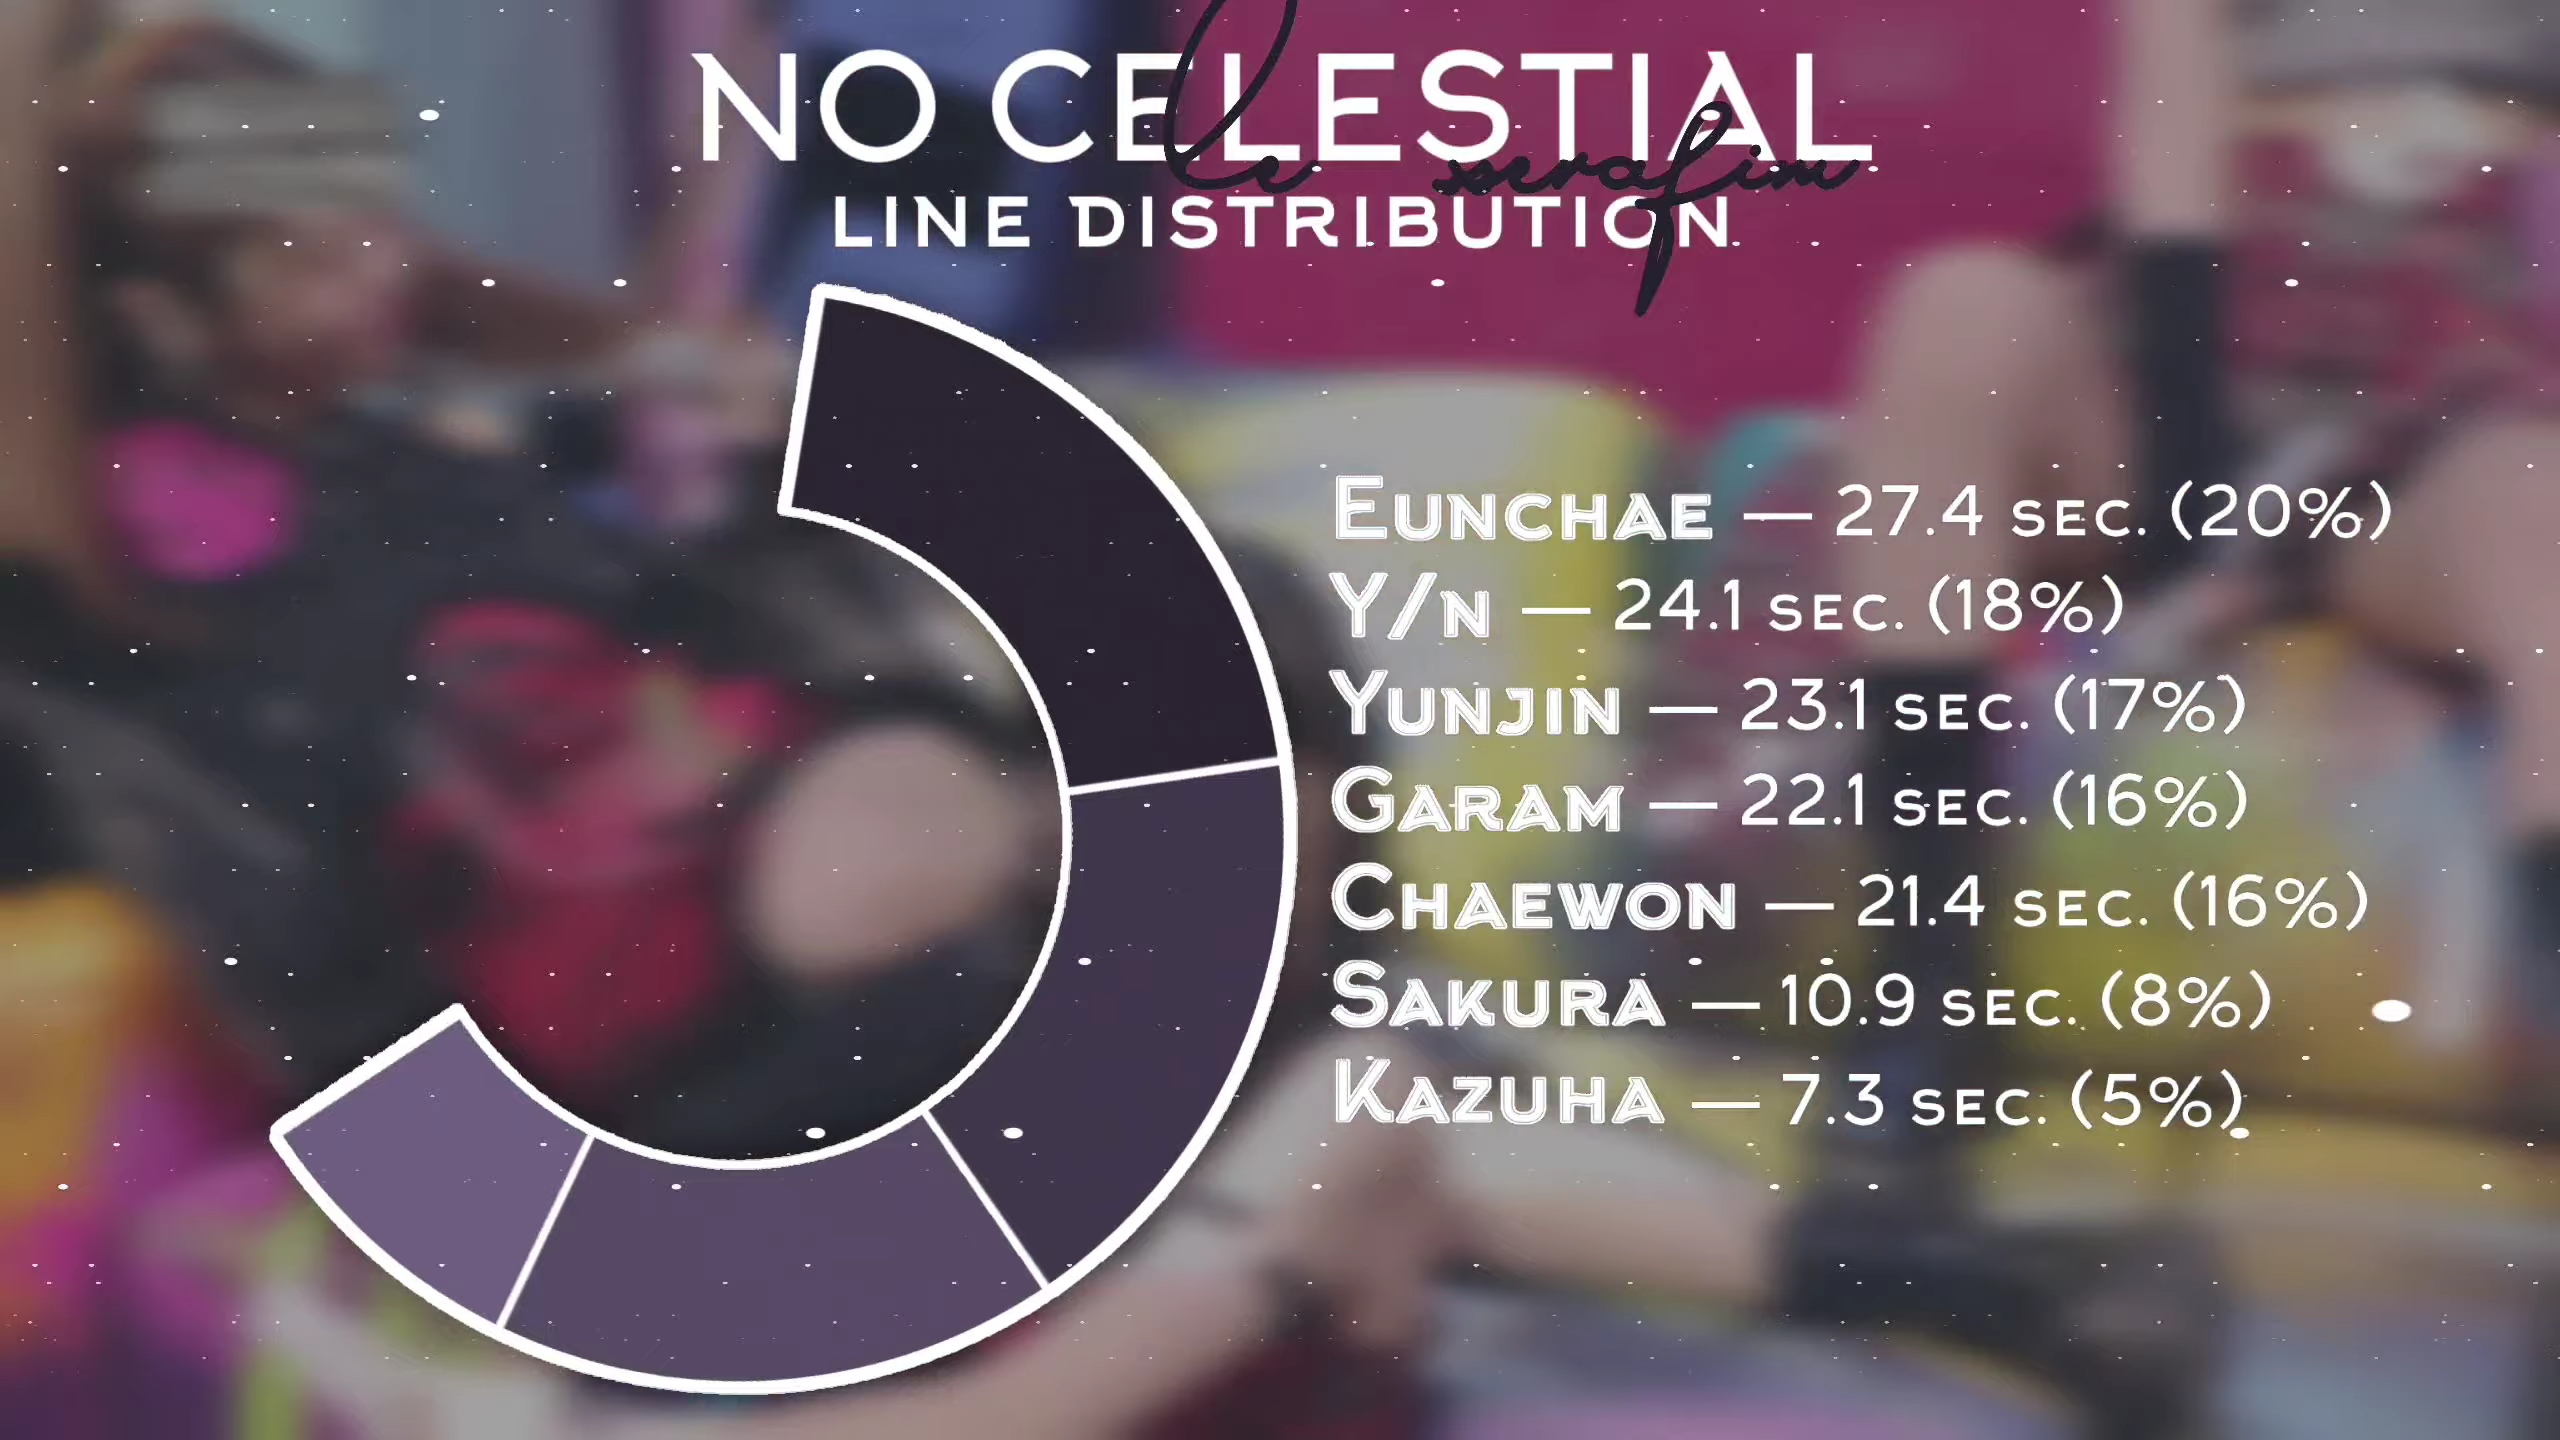 NO CELESTIAL
le sserafim
LINE DISTRIBUTION
EUNCHAE — 27.4 SEC. (20%)
Y/N — 24.1 SEC. (18%)
YUNJIN — 23.1 SEC. (17%)
GARAM — 22.1 SEC. (16%)
CHAEWON — 21.4 SEC. (16%)
SAKURA — 10.9 SEC. (8%)
KAZUHA — 7.3 SEC. (5%)